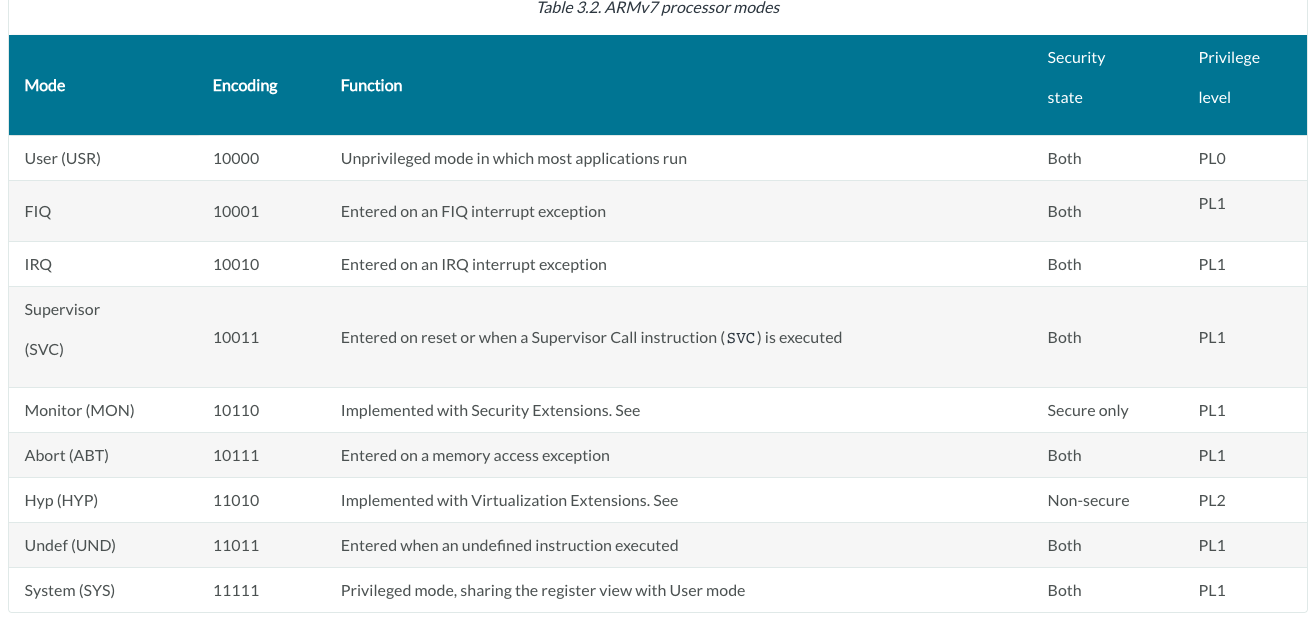 Table 3.2. ARMv7 processor modes
Mode Encoding Function Security state Privilege level
User (USR) 10000 Unprivileged mode in which most applications run Both PL0
FIQ 10001 Entered on an FIQ interrupt exception Both PL1
IRQ 10010 Entered on an IRQ interrupt exception Both PL1
Supervisor (SVC) 10011 Entered on reset or when a Supervisor Call instruction (SVC) is executed Both PL1
Monitor (MON) 10110 Implemented with Security Extensions. See Secure only PL1
Abort (ABT) 10111 Entered on a memory access exception Both PL1
Hyp (HYP) 11010 Implemented with Virtualization Extensions. See Non-secure PL2
Undef (UND) 11011 Entered when an undefined instruction executed Both PL1
System (SYS) 11111 Privileged mode, sharing the register view with User mode Both PL1